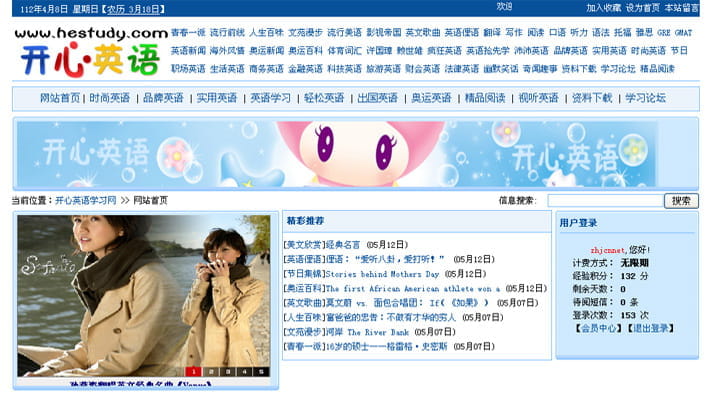 112年4月8日 星期日【农历 3月18日】 欢迎 加入收藏 设为首页 本站留言
www.hestudy.com
开心英语
青春一派 流行前线 人生百味 文苑漫步 流行美语 影视帝国 英文歌曲 英语俚语 翻译 写作 阅读 口语 听力 语法 托福 雅思 GRE GMAT
英语新闻 海外风情 奥运新闻 奥运百科 体育词汇 许国璋 赖世雄 疯狂英语 英语抢先学 沛沛英语 品牌英语 实用英语 时尚英语 节日
职场英语 生活英语 商务英语 金融英语 科技英语 旅游英语 财会英语 法律英语 幽默笑话 奇闻趣事 资料下载 学习论坛 精品阅读
网站首页 | 时尚英语 | 品牌英语 | 实用英语 | 英语学习 | 轻松英语 | 出国英语 | 奥运英语 | 精品阅读 | 视听英语 | 资料下载 | 学习论坛
开心·英语 开心·英语
当前位置：开心英语学习网 >> 网站首页 信息搜索: 搜索
1 2 3 4 5
精彩推荐
[美文欣赏]经典名言 (05月12日)
[英语俚语]俚语：“爱听八卦，爱打听！” (05月12日)
[节日集锦]Stories behind Mothers Day (05月12日)
[奥运百科]The first African American athlete won a (05月12日)
[英文歌曲]莫文蔚 vs. 面包合唱团： If(《如果》) (05月07日)
[人生百味]富爸爸的忠告：不做有才华的穷人 (05月07日)
[文苑漫步]河岸 The River Bank (05月07日)
[青春一派]16岁的硕士——格雷格·史密斯 (05月07日)
用户登录
zhjcnnet,您好!
计费方式： 无限期
经验积分： 132 分
剩余天数： 0
待阅短信： 0 条
登录次数： 153 次
【会员中心】【退出登录】